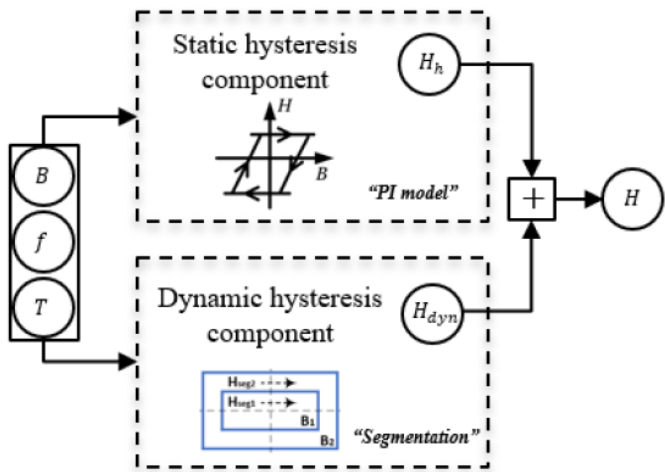 Static hysteresis
component
H
B
"PI model"
H_h
B
f
T
+
H
Dynamic hysteresis
component
H_dyn
H_seg2
H_seg1
B_1
B_2
"Segmentation"